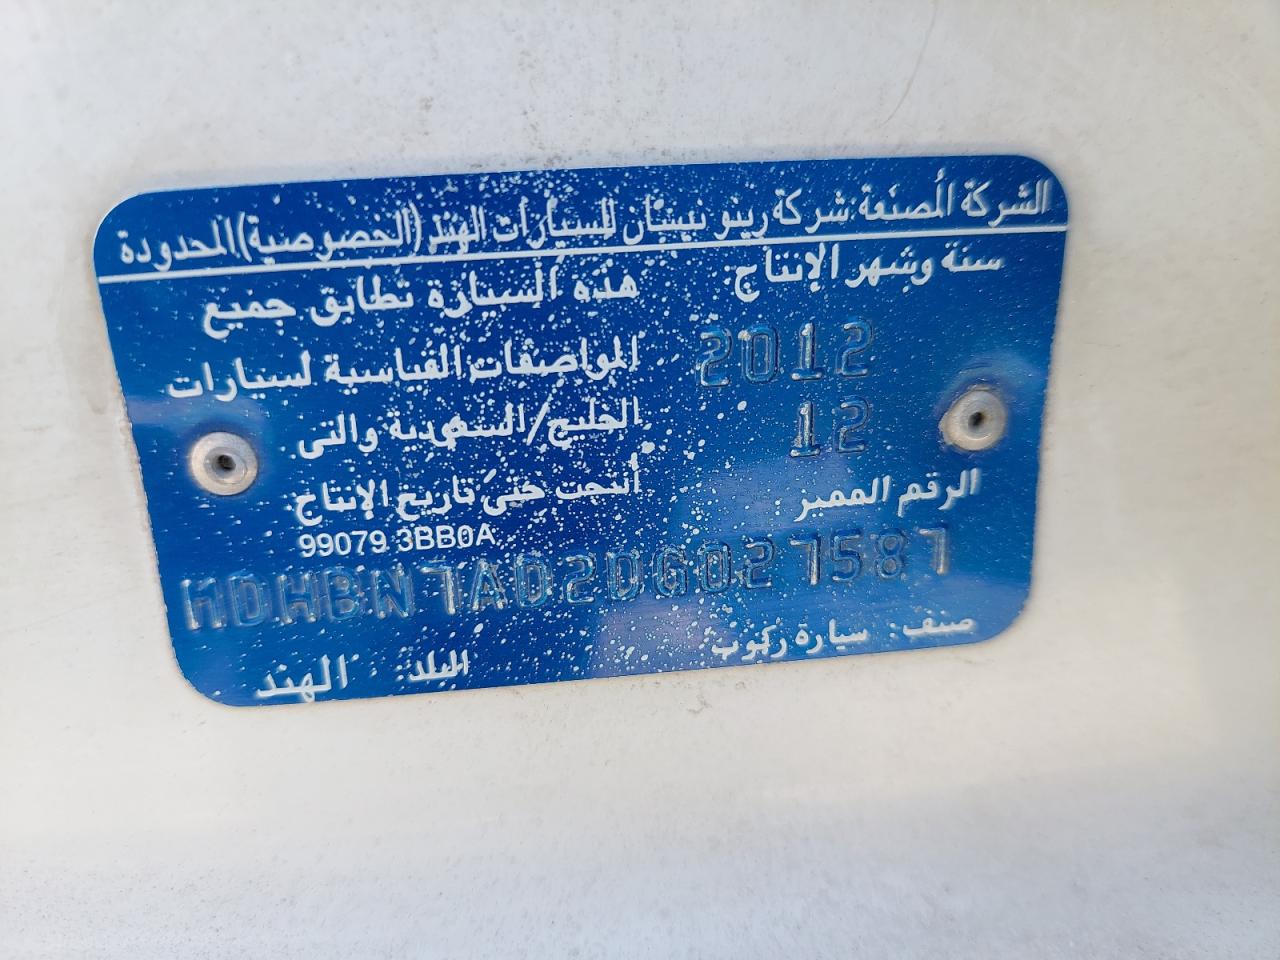 الشركة المصنعة: شركة رينو نيسان للسيارات الهند (الخصوصية) المحدودة
سنة وشهر الإنتاج:
2012
12
هذه السيارة تطابق جميع
المواصفات القياسية لسيارات
الخليج/السعودية والتى
أنتجت حتى تاريخ الإنتاج
99079 3BB0A
الرقم المميز
MDHBN7AD2DG027587
صنف: سيارة ركوب
البلد: الهند